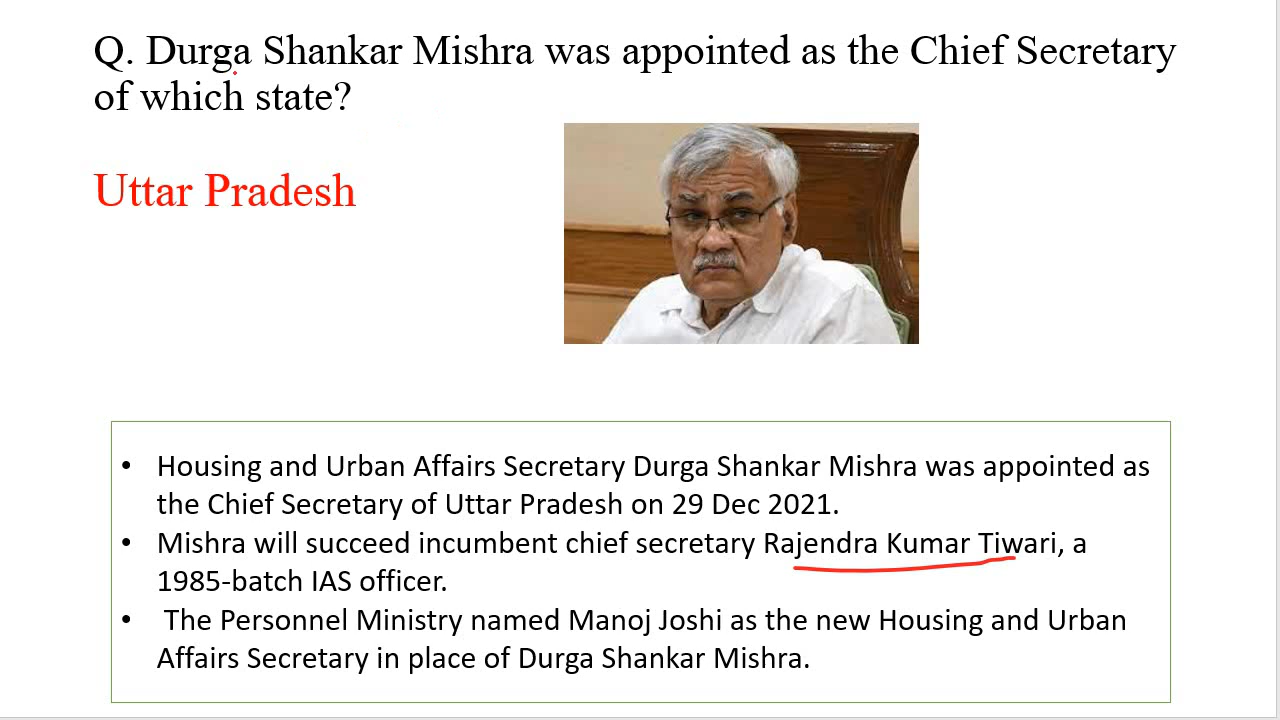 Q. Durga Shankar Mishra was appointed as the Chief Secretary
of which state?
Uttar Pradesh
• Housing and Urban Affairs Secretary Durga Shankar Mishra was appointed as
the Chief Secretary of Uttar Pradesh on 29 Dec 2021.
• Mishra will succeed incumbent chief secretary Rajendra Kumar Tiwari, a
1985-batch IAS officer.
• The Personnel Ministry named Manoj Joshi as the new Housing and Urban
Affairs Secretary in place of Durga Shankar Mishra.